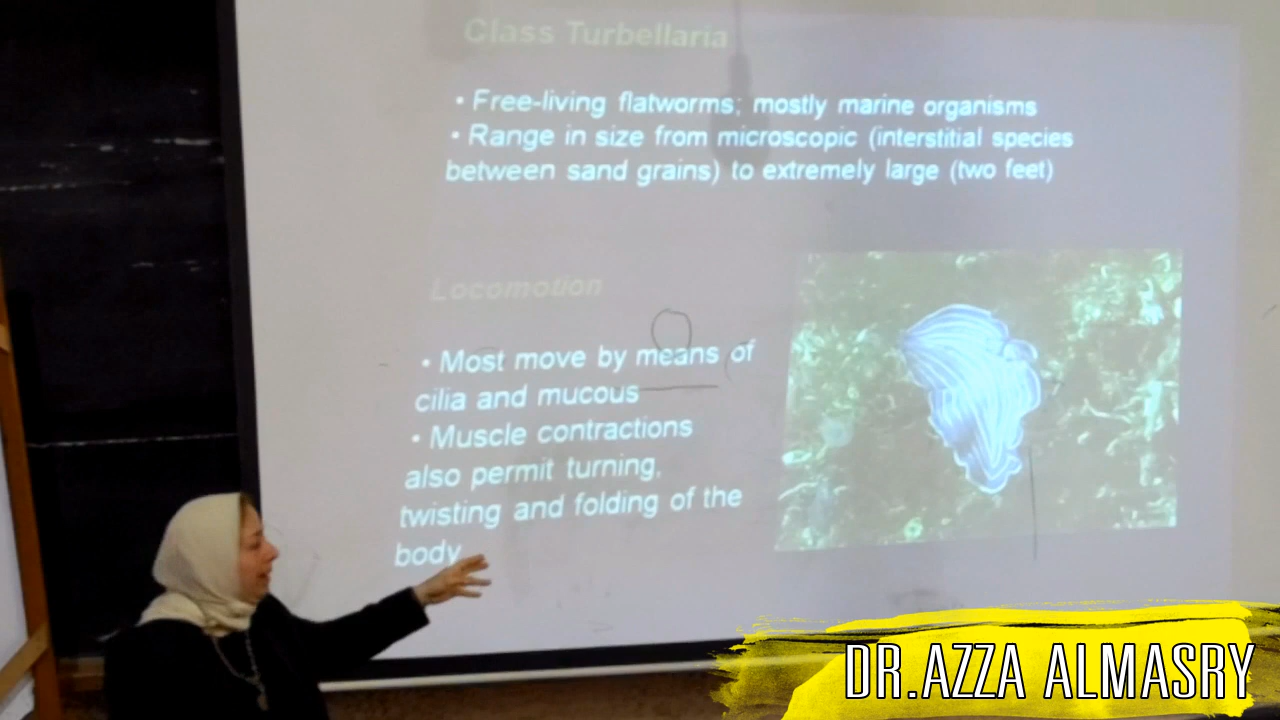 Class Turbellaria
• Free-living flatworms; mostly marine organisms
• Range in size from microscopic (interstitial species
between sand grains) to extremely large (two feet)
Locomotion
• Most move by means of
cilia and mucous
• Muscle contractions
also permit turning,
twisting and folding of the
body
DR.AZZA ALMASRY